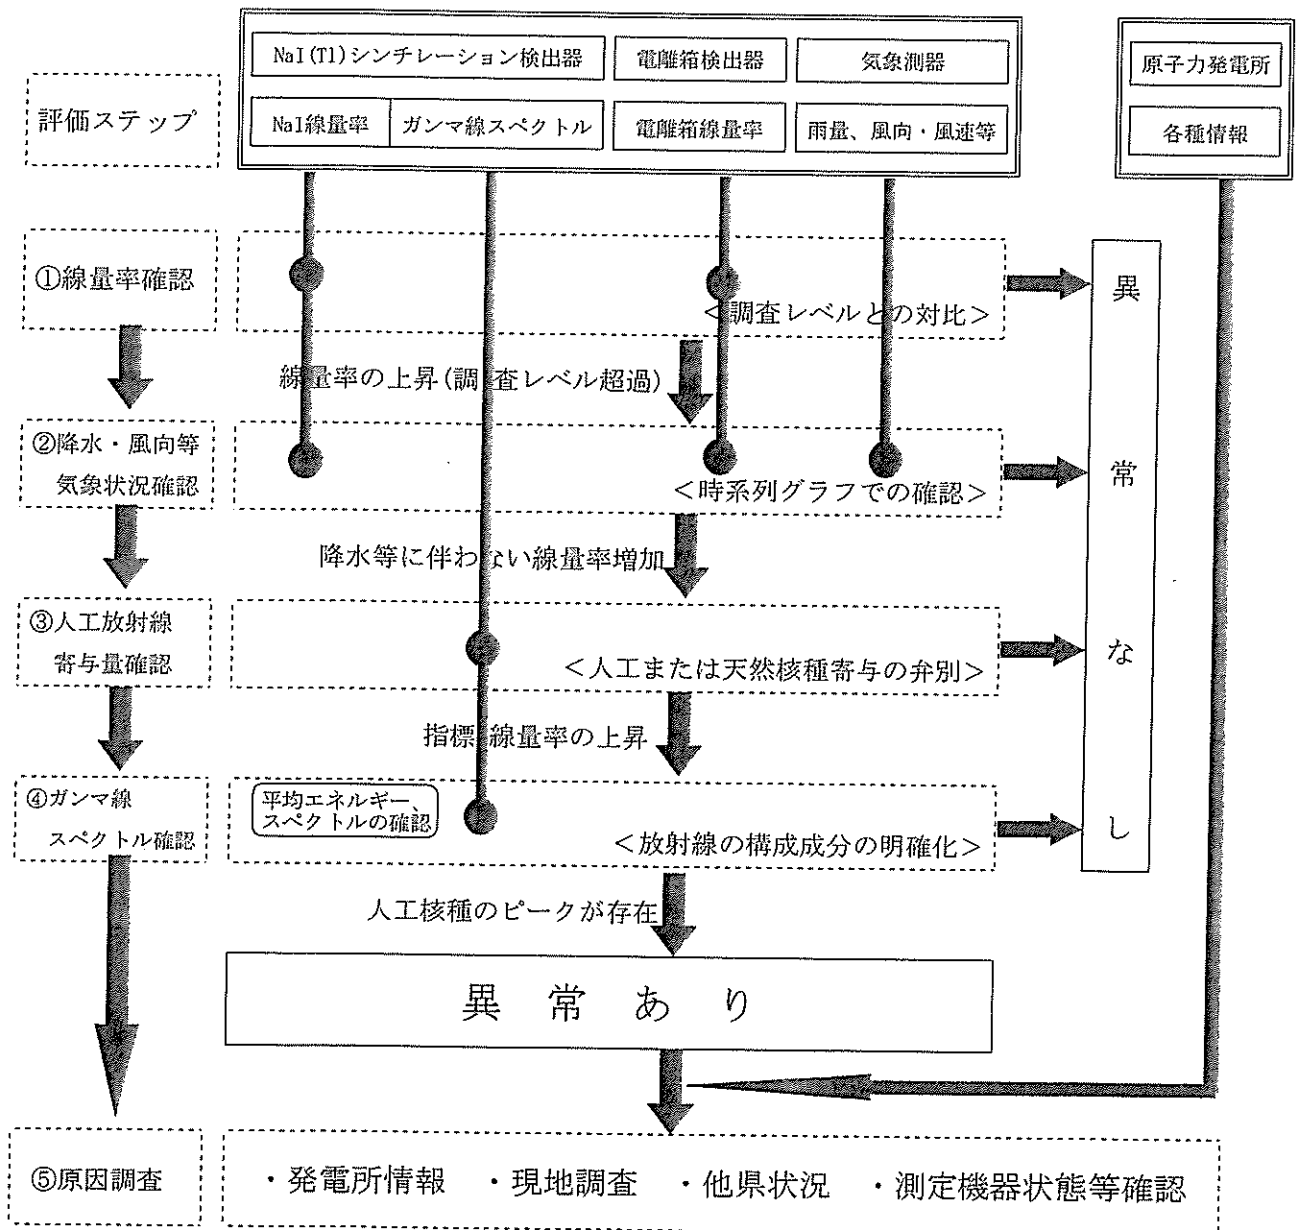 NaI(Tl)シンチレーション検出器
電離箱検出器
気象測器
原子力発電所
評価ステップ
NaI線量率
ガンマ線スペクトル
電離箱線量率
雨量、風向・風速等
各種情報
①線量率確認
<調査レベルとの対比>
線量率の上昇(調査レベル超過)
②降水・風向等
気象状況確認
<時系列グラフでの確認>
降水等に伴わない線量率増加
③人工放射線
寄与量確認
<人工または天然核種寄与の弁別>
指標線量率の上昇
④ガンマ線
スペクトル確認
平均エネルギー、
スペクトルの確認
<放射線の構成成分の明確化>
人工核種のピークが存在
異常なし
異常あり
⑤原因調査
・発電所情報 ・現地調査 ・他県状況 ・測定機器状態等確認